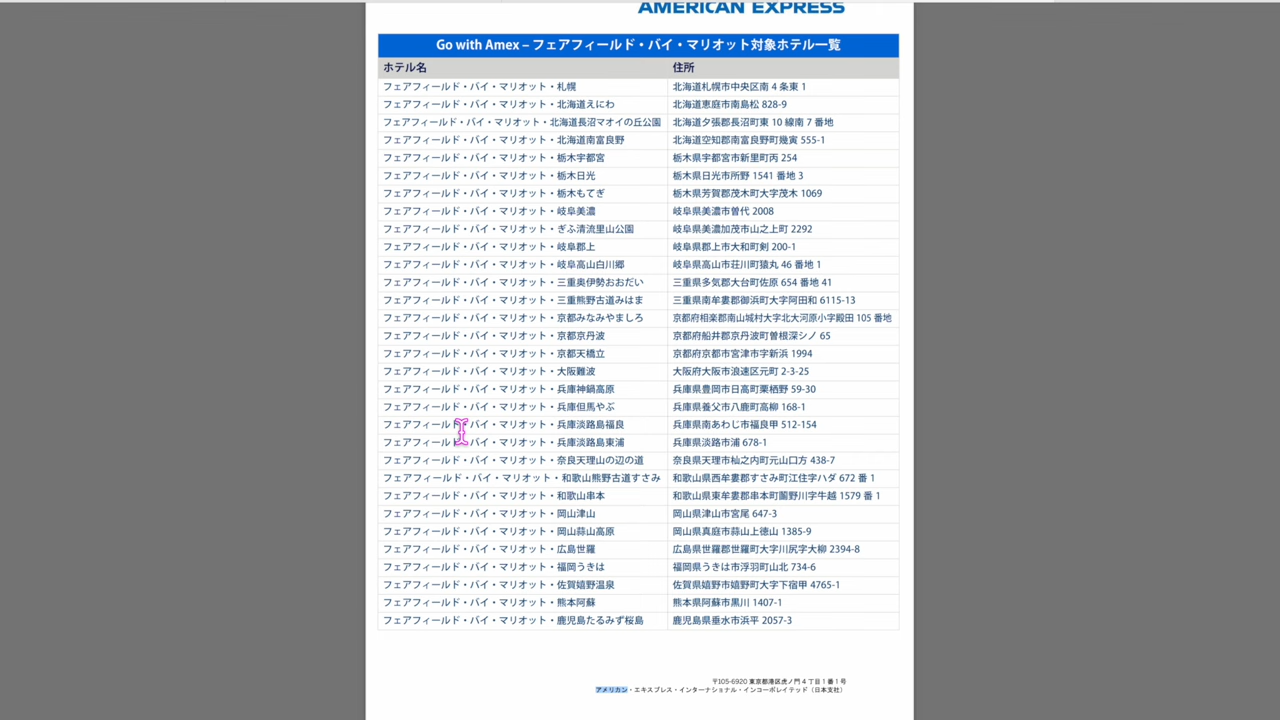 AMERICAN EXPRESS
Go with Amex – フェアフィールド・バイ・マリオット対象ホテル一覧
ホテル名 住所
フェアフィールド・バイ・マリオット・札幌 北海道札幌市中央区南 4 条東 1
フェアフィールド・バイ・マリオット・北海道えにわ 北海道恵庭市南島松 828-9
フェアフィールド・バイ・マリオット・北海道長沼マオイの丘公園 北海道夕張郡長沼町東 10 線南 7 番地
フェアフィールド・バイ・マリオット・北海道南富良野 北海道空知郡南富良野町幾寅 555-1
フェアフィールド・バイ・マリオット・栃木宇都宮 栃木県宇都宮市新里町丙 254
フェアフィールド・バイ・マリオット・栃木日光 栃木県日光市所野 1541 番地 3
フェアフィールド・バイ・マリオット・栃木もてぎ 栃木県芳賀郡茂木町大字茂木 1069
フェアフィールド・バイ・マリオット・岐阜美濃 岐阜県美濃市曽代 2008
フェアフィールド・バイ・マリオット・ぎふ清流里山公園 岐阜県美濃加茂市山之上町 2292
フェアフィールド・バイ・マリオット・岐阜郡上 岐阜県郡上市大和町剣 200-1
フェアフィールド・バイ・マリオット・岐阜高山白川郷 岐阜県高山市荘川町猿丸 46 番地 1
フェアフィールド・バイ・マリオット・三重奥伊勢おおだい 三重県多気郡大台町佐原 654 番地 41
フェアフィールド・バイ・マリオット・三重熊野古道みはま 三重県南牟婁郡御浜町大字阿田和 6115-13
フェアフィールド・バイ・マリオット・京都みなみやましろ 京都府相楽郡南山城村大字北大河原小字殿田 105 番地
フェアフィールド・バイ・マリオット・京都京丹波 京都府船井郡京丹波町曽根深シノ 65
フェアフィールド・バイ・マリオット・京都天橋立 京都府京都市宮津市字新浜 1994
フェアフィールド・バイ・マリオット・大阪難波 大阪府大阪市浪速区元町 2-3-25
フェアフィールド・バイ・マリオット・兵庫神鍋高原 兵庫県豊岡市日高町栗栖野 59-30
フェアフィールド・バイ・マリオット・兵庫但馬やぶ 兵庫県養父市八鹿町高柳 168-1
フェアフィールド・バイ・マリオット・兵庫淡路島福良 兵庫県南あわじ市福良甲 512-154
フェアフィールド・バイ・マリオット・兵庫淡路島東浦 兵庫県淡路市浦 678-1
フェアフィールド・バイ・マリオット・奈良天理山の辺の道 奈良県天理市杣之内町元山口方 438-7
フェアフィールド・バイ・マリオット・和歌山熊野古道すさみ 和歌山県西牟婁郡すさみ町江住字ハダ 672 番 1
フェアフィールド・バイ・マリオット・和歌山串本 和歌山県東牟婁郡串本町鬮野川字牛越 1579 番 1
フェアフィールド・バイ・マリオット・岡山津山 岡山県津山市宮尾 647-3
フェアフィールド・バイ・マリオット・岡山蒜山高原 岡山県真庭市蒜山上徳山 1385-9
フェアフィールド・バイ・マリオット・広島世羅 広島県世羅郡世羅町大字川尻字大柳 2394-8
フェアフィールド・バイ・マリオット・福岡うきは 福岡県うきは市浮羽町山北 734-6
フェアフィールド・バイ・マリオット・佐賀嬉野温泉 佐賀県嬉野市嬉野町大字下宿甲 4765-1
フェアフィールド・バイ・マリオット・熊本阿蘇 熊本県阿蘇市黒川 1407-1
フェアフィールド・バイ・マリオット・鹿児島たるみず桜島 鹿児島県垂水市浜平 2057-3
〒105-6920 東京都港区虎ノ門 4 丁目 1 番 1 号
アメリカン・エキスプレス・インターナショナル・インコーポレイテッド（日本支社）